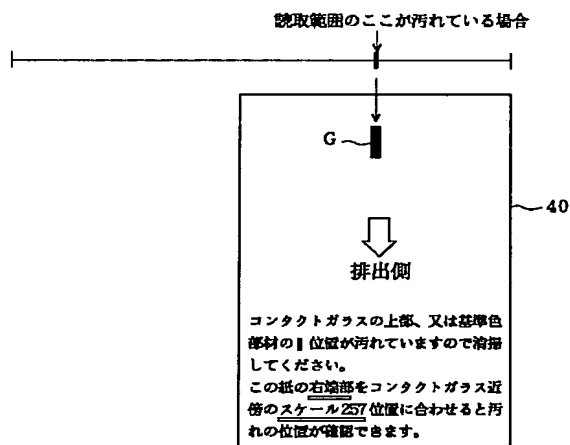 読取範囲のここが汚れている場合
G
40
排出側
コンタクトガラスの上部、又は基準色
部材の▮位置が汚れていますので清掃
してください。
この紙の右端部をコンタクトガラス近
傍のスケール257位置に合わせると汚
れの位置が確認できます。